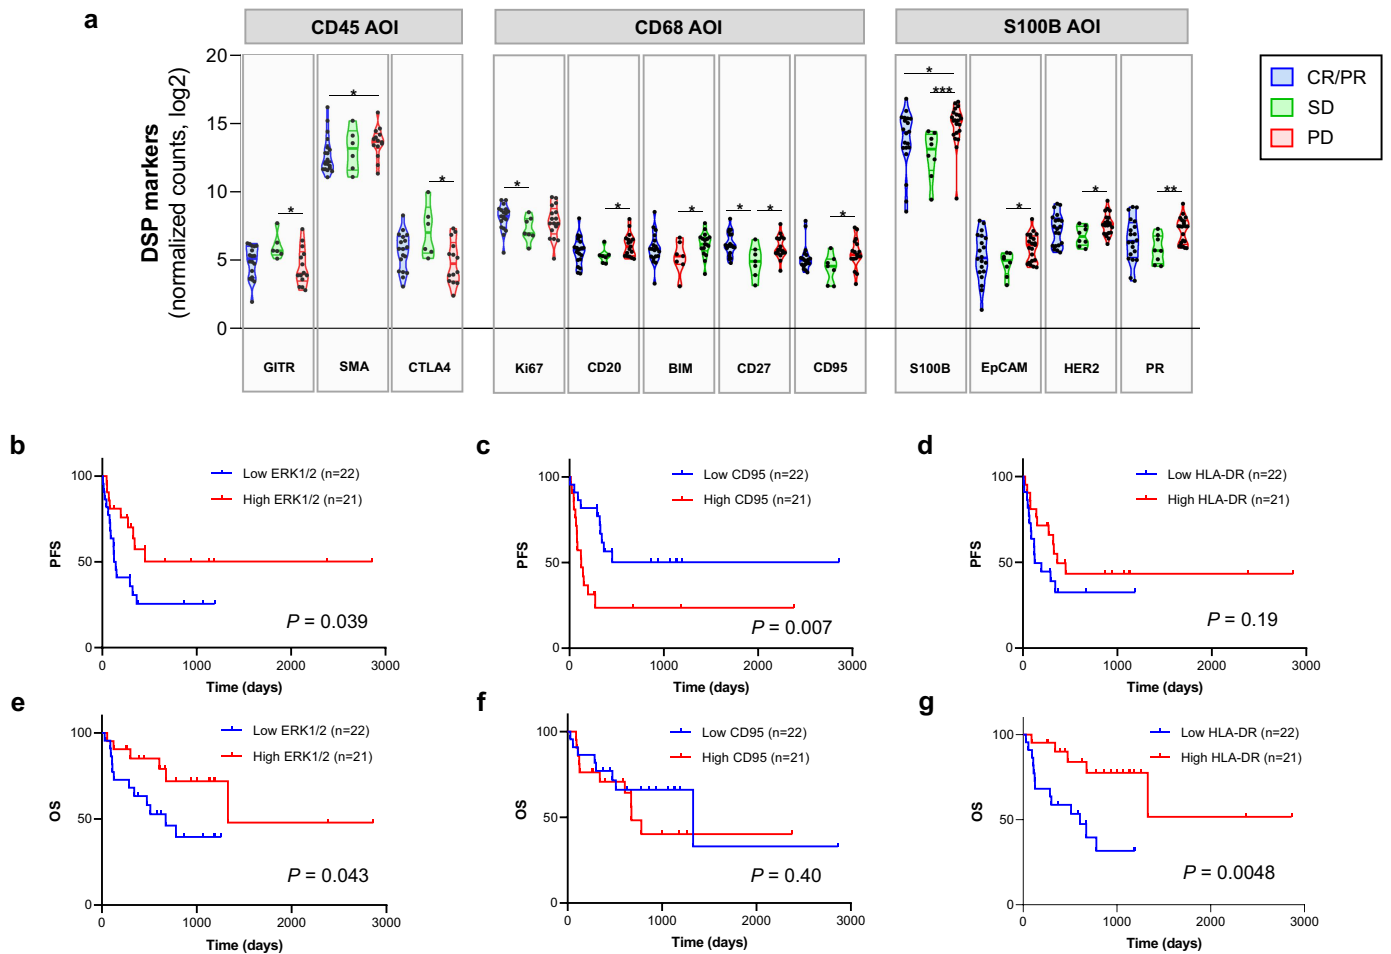 a
CD45 AOI
CD68 AOI
S100B AOI
DSP markers
(normalized counts, log2)
20
15
10
5
0
*
*
*
*
*
*
*
*
*
*
***
*
*
**
GITR
SMA
CTLA4
Ki67
CD20
BIM
CD27
CD95
S100B
EpCAM
HER2
PR
CR/PR
SD
PD
b
PFS
100
50
0
Low ERK1/2 (n=22)
High ERK1/2 (n=21)
P = 0.039
0
1000
2000
3000
Time (days)
c
PFS
100
50
0
Low CD95 (n=22)
High CD95 (n=21)
P = 0.007
0
1000
2000
3000
Time (days)
d
PFS
100
50
0
Low HLA-DR (n=22)
High HLA-DR (n=21)
P = 0.19
0
1000
2000
3000
Time (days)
e
OS
100
50
0
Low ERK1/2 (n=22)
High ERK1/2 (n=21)
P = 0.043
0
1000
2000
3000
Time (days)
f
OS
100
50
0
Low CD95 (n=22)
High CD95 (n=21)
P = 0.40
0
1000
2000
3000
Time (days)
g
OS
100
50
0
Low HLA-DR (n=22)
High HLA-DR (n=21)
P = 0.0048
0
1000
2000
3000
Time (days)